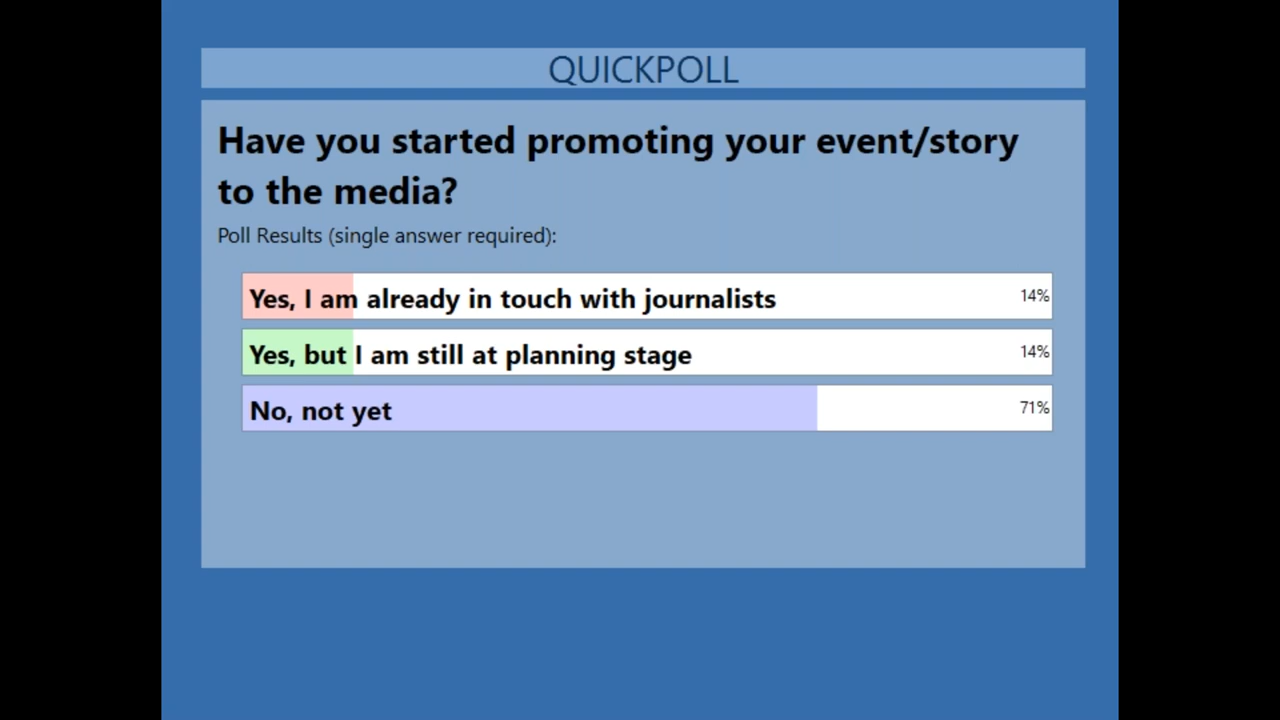 QUICKPOLL
Have you started promoting your event/story
to the media?
Poll Results (single answer required):
Yes, I am already in touch with journalists 14%
Yes, but I am still at planning stage 14%
No, not yet 71%